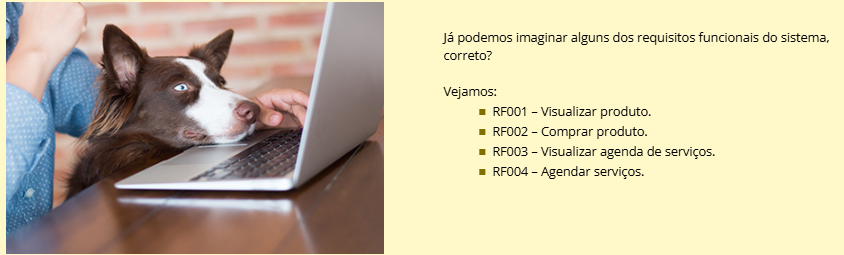 Já podemos imaginar alguns dos requisitos funcionais do sistema,
correto?
Vejamos:
RF001 – Visualizar produto.
RF002 – Comprar produto.
RF003 – Visualizar agenda de serviços.
RF004 – Agendar serviços.